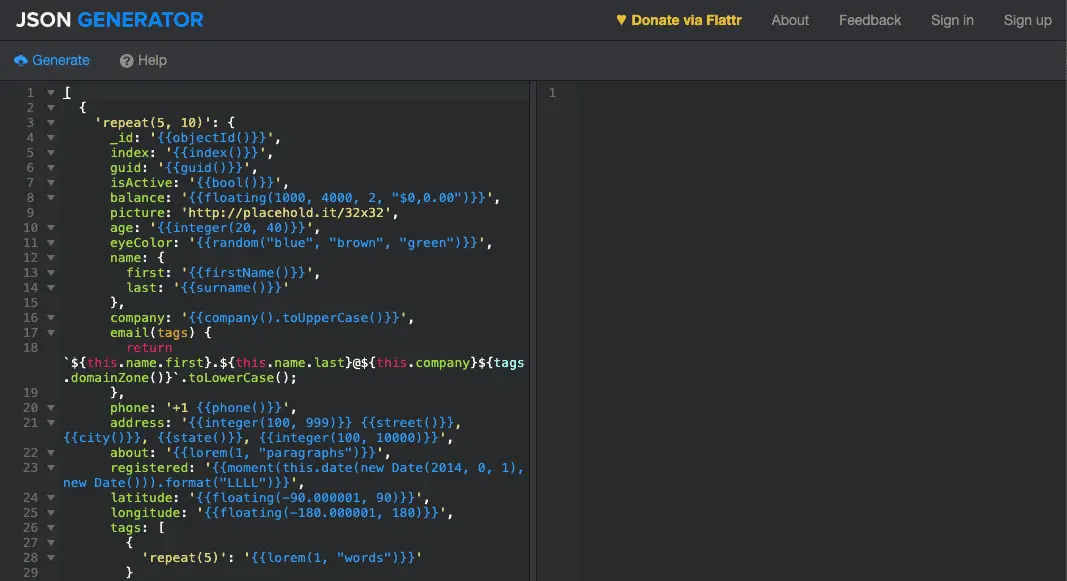 JSON GENERATOR
♥ Donate via Flattr About Feedback Sign in Sign up
Generate ? Help
1 [
2 {
3 'repeat(5, 10)': {
4 _id: '{{objectId()}}',
5 index: '{{index()}}',
6 guid: '{{guid()}}',
7 isActive: '{{bool()}}',
8 balance: '{{floating(1000, 4000, 2, "$0,0.00")}}',
9 picture: 'http://placehold.it/32x32',
10 age: '{{integer(20, 40)}}',
11 eyeColor: '{{random("blue", "brown", "green")}}',
12 name: {
13 first: '{{firstName()}}',
14 last: '{{surname()}}'
15 },
16 company: '{{company().toUpperCase()}}',
17 email(tags) {
18 return
`${this.name.first}.${this.name.last}@${this.company}${tags
.domainZone()}`.toLowerCase();
19 },
20 phone: '+1 {{phone()}}',
21 address: '{{integer(100, 999)}} {{street()}},
{{city()}}, {{state()}}, {{integer(100, 10000)}}',
22 about: '{{lorem(1, "paragraphs")}}',
23 registered: '{{moment(this.date(new Date(2014, 0, 1),
new Date())).format("LLLL")}}',
24 latitude: '{{floating(-90.000001, 90)}}',
25 longitude: '{{floating(-180.000001, 180)}}',
26 tags: [
27 {
28 'repeat(5)': '{{lorem(1, "words")}}'
29 }
1